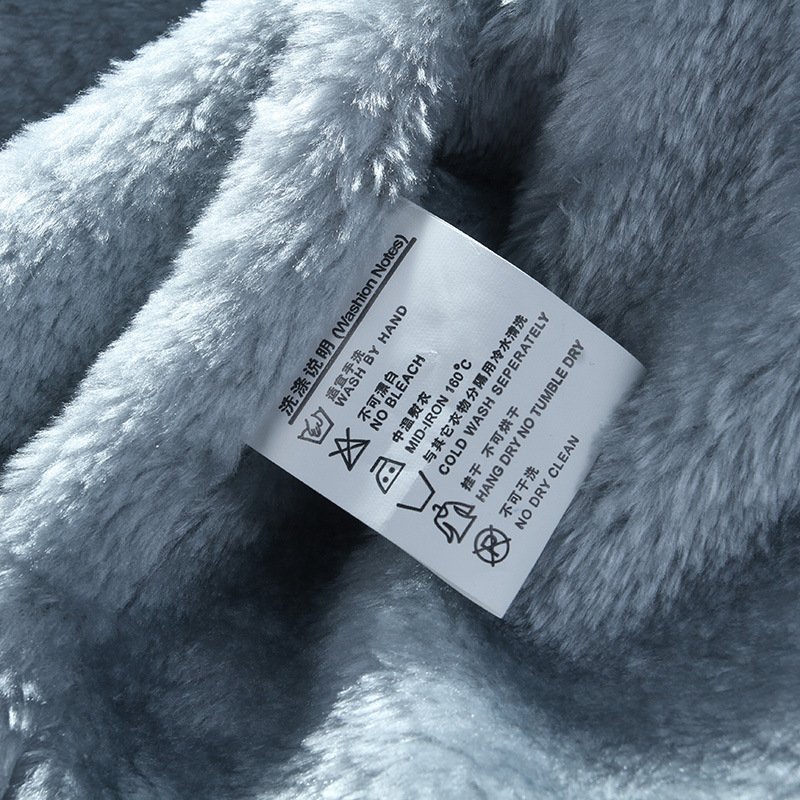 洗涤说明 (Washion Notes)
适宜手洗
WASH BY HAND
不可漂白
NO BLEACH
中温熨衣
MID-IRON 160°C
与其它衣物分隔用冷水清洗
COLD WASH SEPERATELY
挂干 不可烘干
HANG DRY NO TUMBLE DRY
不可干洗
NO DRY CLEAN